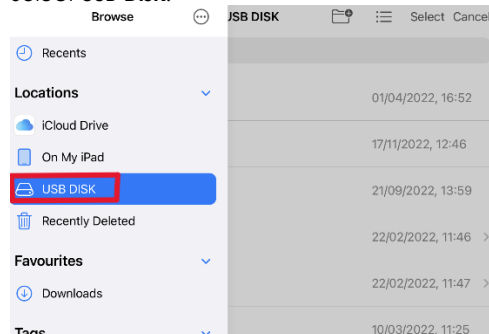 Browse
JSB DISK
Select Cancel
Recents
Locations
01/04/2022, 16:52
iCloud Drive
17/11/2022, 12:46
On My iPad
USB DISK
21/09/2022, 13:59
Recently Deleted
22/02/2022, 11:46
Favourites
22/02/2022, 11:47
Downloads
10/03/2022, 11:25
Tags